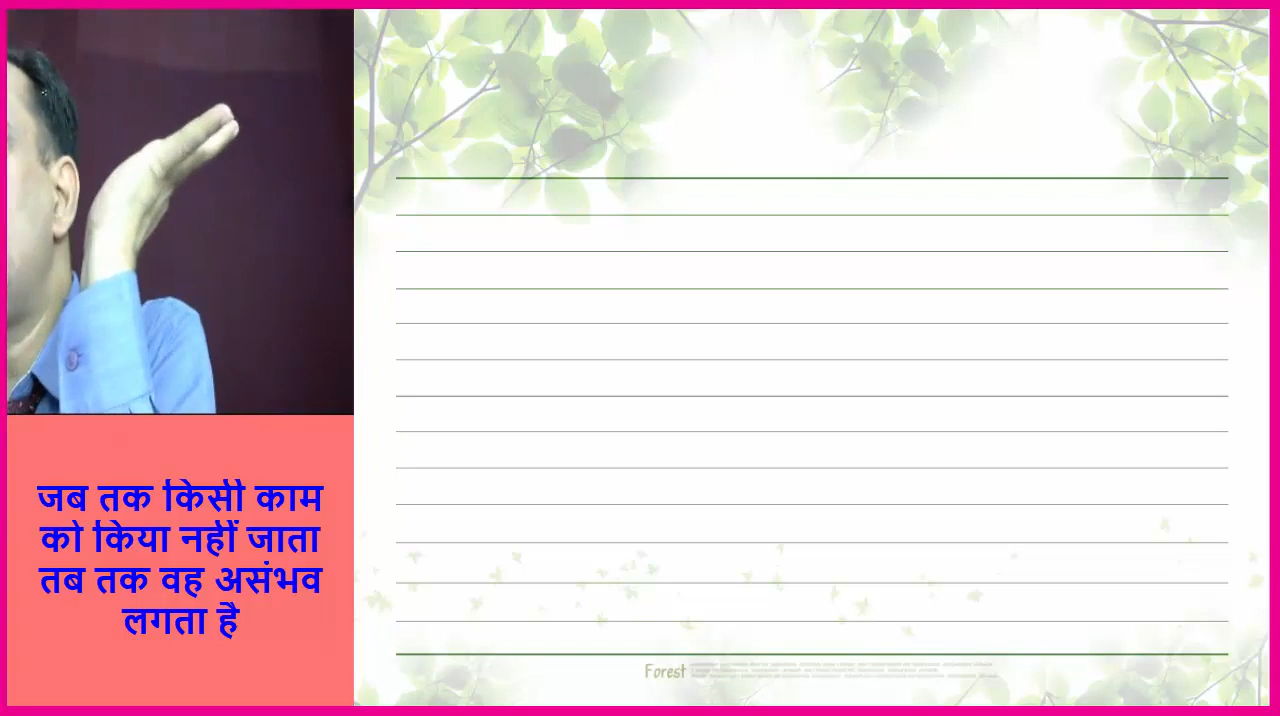 जब तक किसी काम
को किया नहीं जाता
तब तक वह असंभव
लगता है
Forest